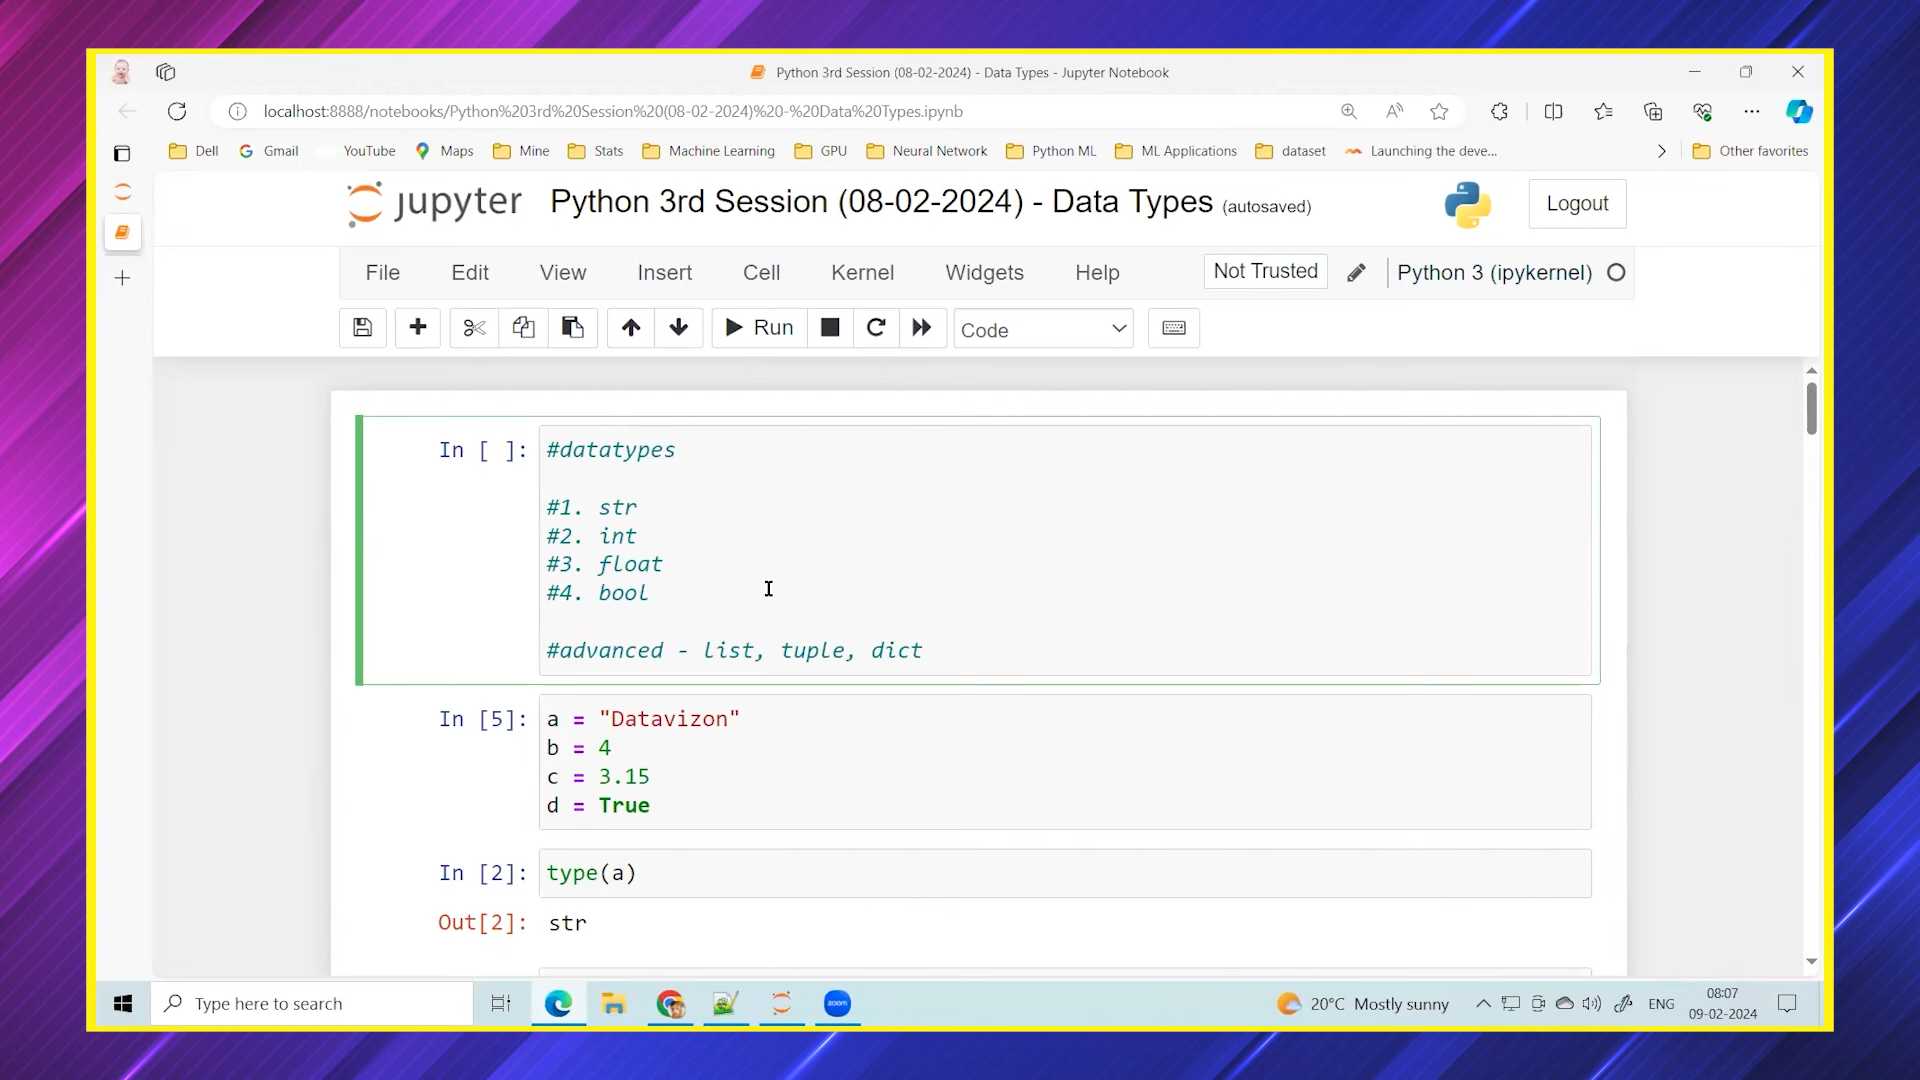 Python 3rd Session (08-02-2024) - Data Types - Jupyter Notebook
localhost:8888/notebooks/Python%203rd%20Session%20(08-02-2024)%20-%20Data%20Types.ipynb
Dell Gmail YouTube Maps Mine Stats Machine Learning GPU Neural Network Python ML ML Applications dataset Launching the deve... Other favorites
jupyter Python 3rd Session (08-02-2024) - Data Types (autosaved) Logout
File Edit View Insert Cell Kernel Widgets Help Not Trusted Python 3 (ipykernel)
Run Code
In [ ]: #datatypes
#1. str
#2. int
#3. float
#4. bool
#advanced - list, tuple, dict
In [5]: a = "Datavizon"
b = 4
c = 3.15
d = True
In [2]: type(a)
Out[2]: str
Type here to search zoom 20°C Mostly sunny ENG 08:07
09-02-2024